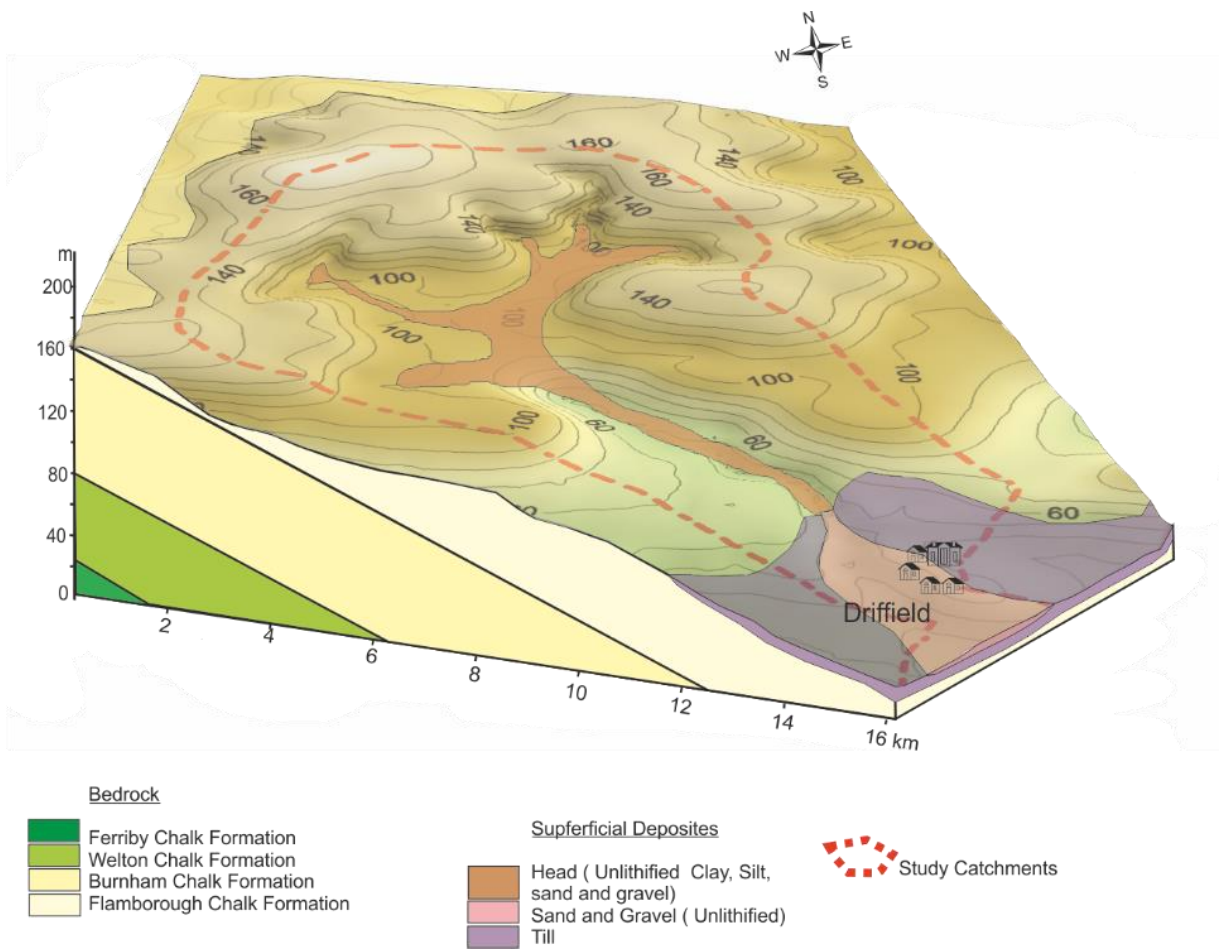 N
W E
S
160
140
160
140
100
160
140
140
100
140
m
100
140
200
100
100
160
100
100
120
100
60
60
80
60
40
0
Driffield
2
4
6
8
10
12
14
16 km
Bedrock
Ferriby Chalk Formation
Welton Chalk Formation
Burnham Chalk Formation
Flamborough Chalk Formation
Supferficial Deposites
Head ( Unlithified Clay, Silt,
sand and gravel)
Sand and Gravel ( Unlithified)
Till
Study Catchments